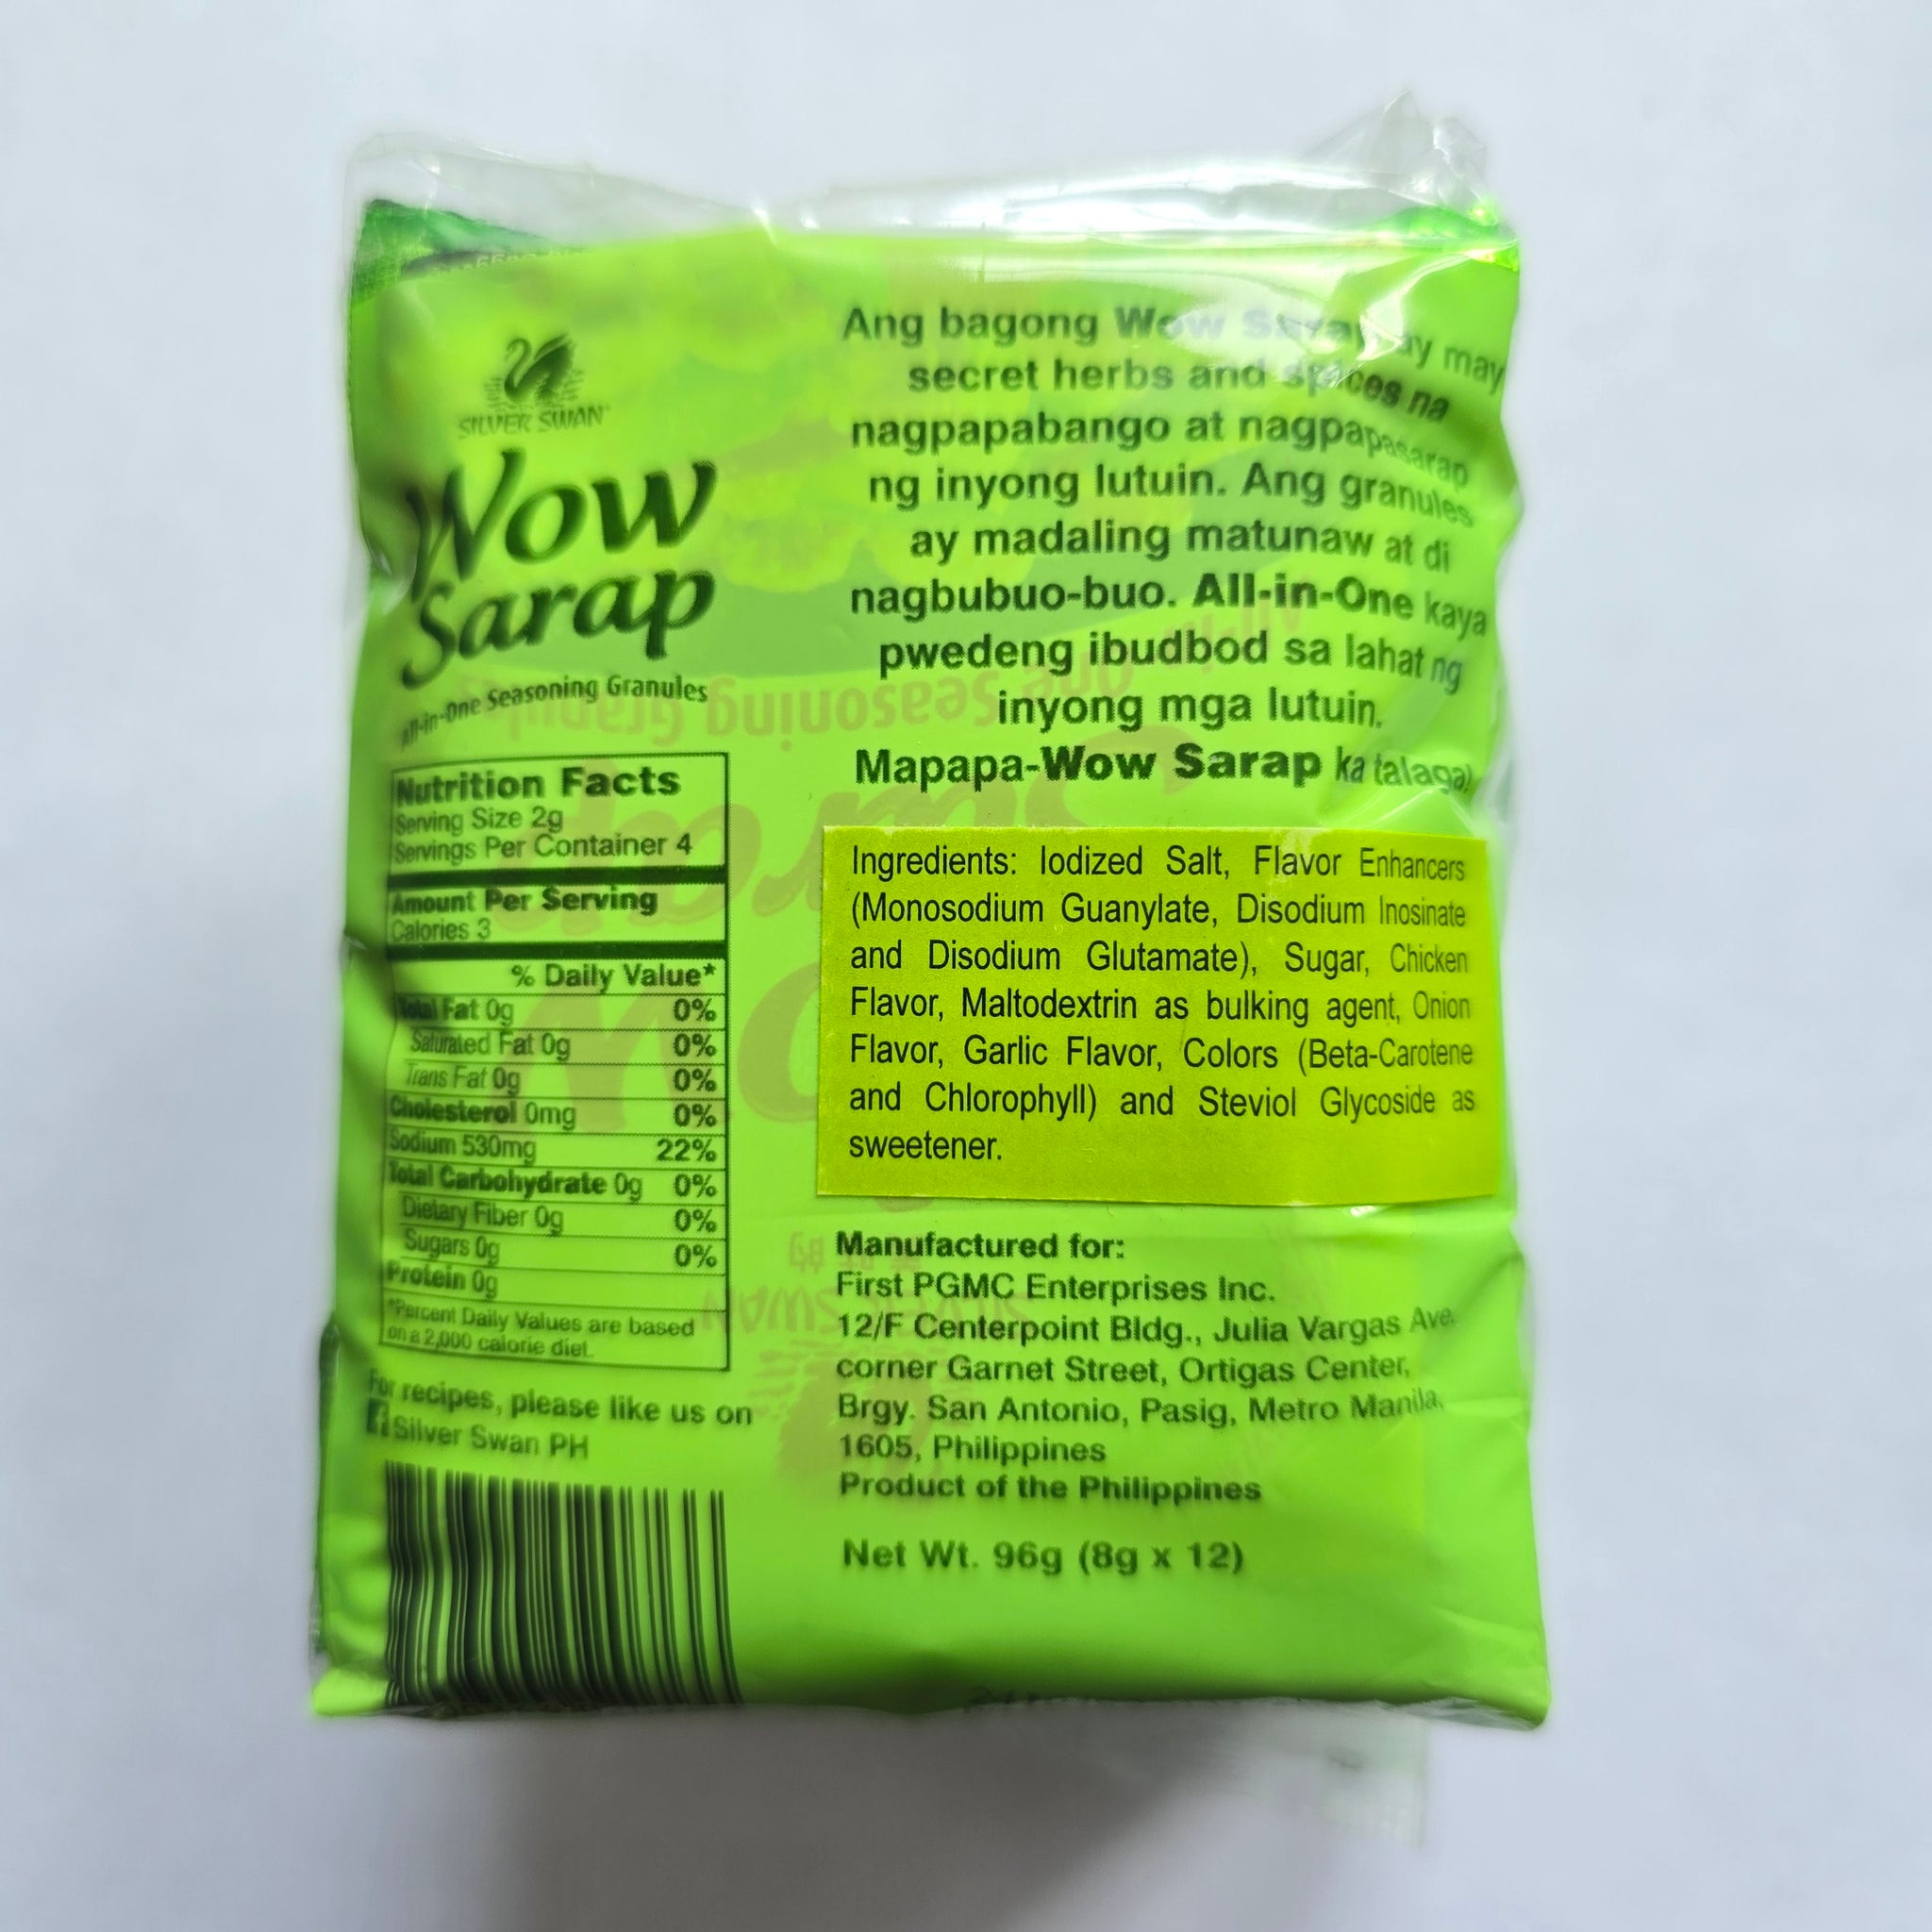 SILVER SWAN
Wow
Sarap
All-in-One Seasoning Granules
Nutrition Facts
Serving Size 2g
Servings Per Container 4
Amount Per Serving
Calories 3
% Daily Value*
Total Fat 0g 0%
Saturated Fat 0g 0%
Trans Fat 0g 0%
Cholesterol 0mg 0%
Sodium 530mg 22%
Total Carbohydrate 0g 0%
Dietary Fiber 0g 0%
Sugars 0g 0%
Protein 0g
*Percent Daily Values are based
on a 2,000 calorie diet.
For recipes, please like us on
f Silver Swan PH
Ang bagong Wow Sarap ay may
secret herbs and spices na
nagpapabango at nagpapasarap
ng inyong lutuin. Ang granules
ay madaling matunaw at di
nagbubuo-buo. All-in-One kaya
pwedeng ibudbod sa lahat ng
inyong mga lutuin.
Mapapa-Wow Sarap ka talaga!
Ingredients: Iodized Salt, Flavor Enhancers
(Monosodium Guanylate, Disodium Inosinate
and Disodium Glutamate), Sugar, Chicken
Flavor, Maltodextrin as bulking agent, Onion
Flavor, Garlic Flavor, Colors (Beta-Carotene
and Chlorophyll) and Steviol Glycoside as
sweetener.
Manufactured for:
First PGMC Enterprises Inc.
12/F Centerpoint Bldg., Julia Vargas Ave.
corner Garnet Street, Ortigas Center,
Brgy. San Antonio, Pasig, Metro Manila,
1605, Philippines
Product of the Philippines
Net Wt. 96g (8g x 12)